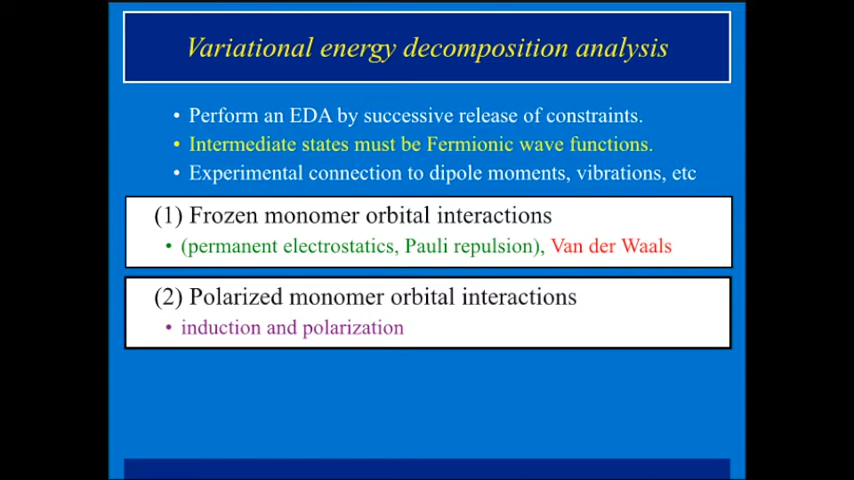 Variational energy decomposition analysis
• Perform an EDA by successive release of constraints.
• Intermediate states must be Fermionic wave functions.
• Experimental connection to dipole moments, vibrations, etc
(1) Frozen monomer orbital interactions
• (permanent electrostatics, Pauli repulsion), Van der Waals
(2) Polarized monomer orbital interactions
• induction and polarization